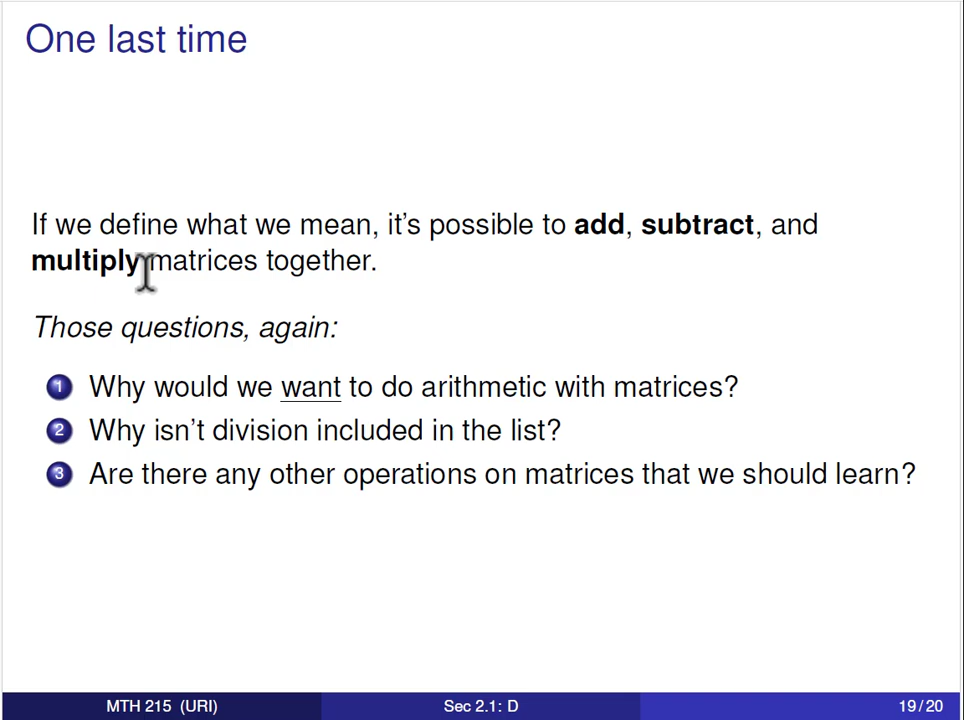 One last time
If we define what we mean, it's possible to add, subtract, and
multiply matrices together.
Those questions, again:
1 Why would we want to do arithmetic with matrices?
2 Why isn't division included in the list?
3 Are there any other operations on matrices that we should learn?
MTH 215 (URI) Sec 2.1: D 19/20